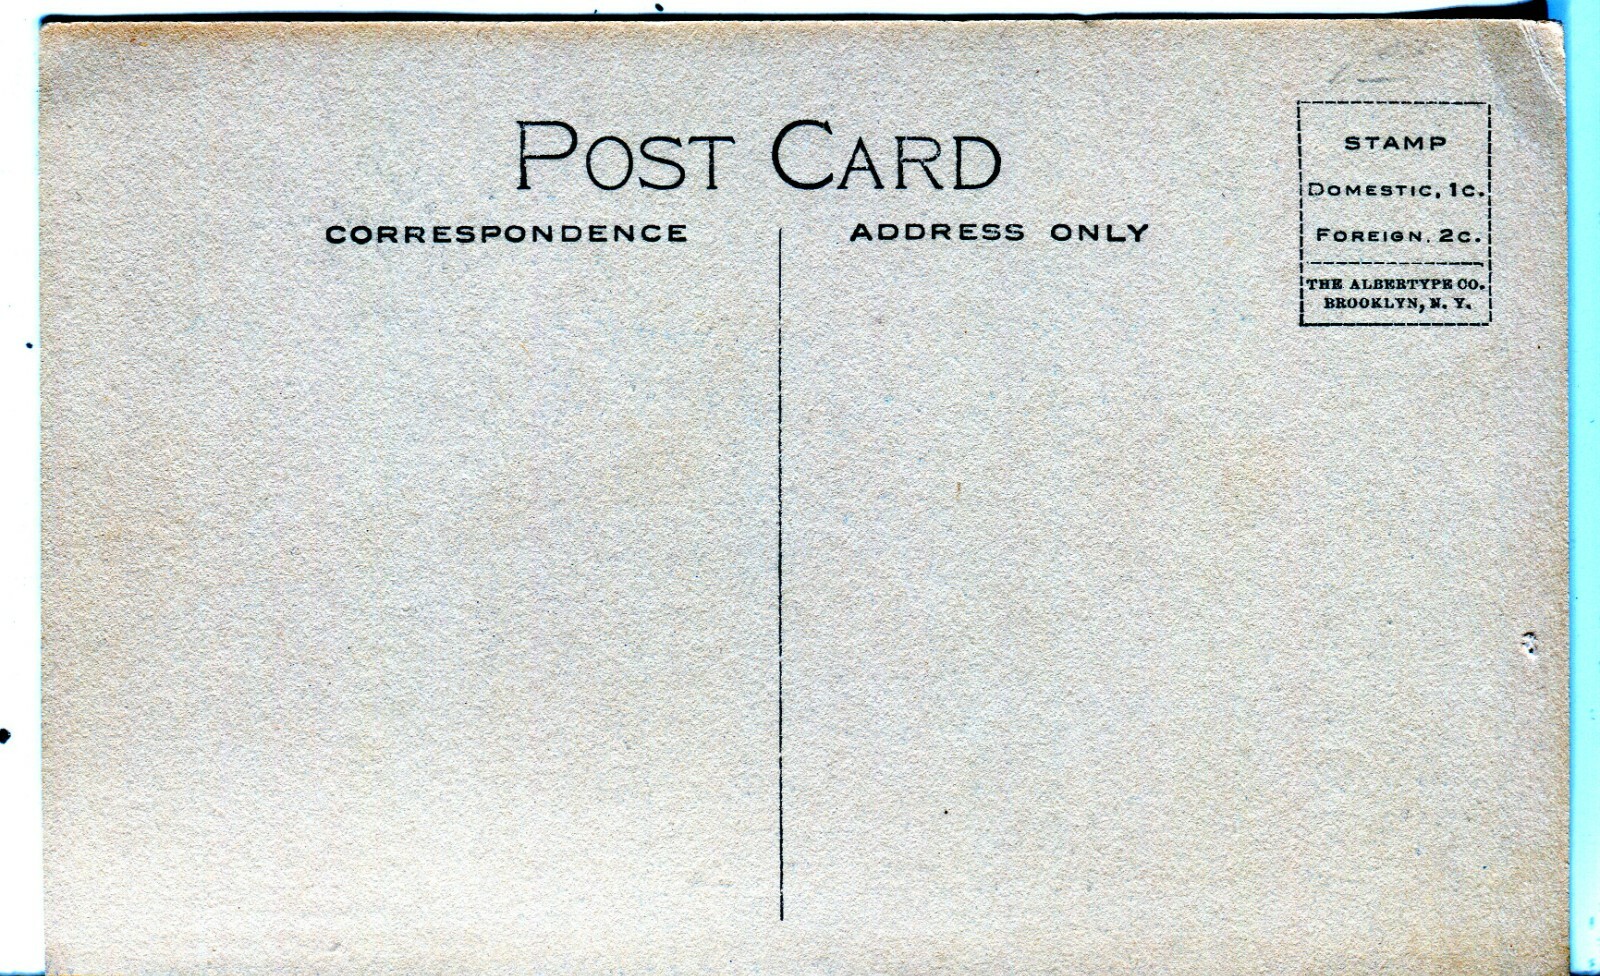 POST CARD
CORRESPONDENCE
ADDRESS ONLY
STAMP
DOMESTIC, 1C.
FOREIGN. 2C.
THE ALBERTYPE CO.
BROOKLYN, N. Y.